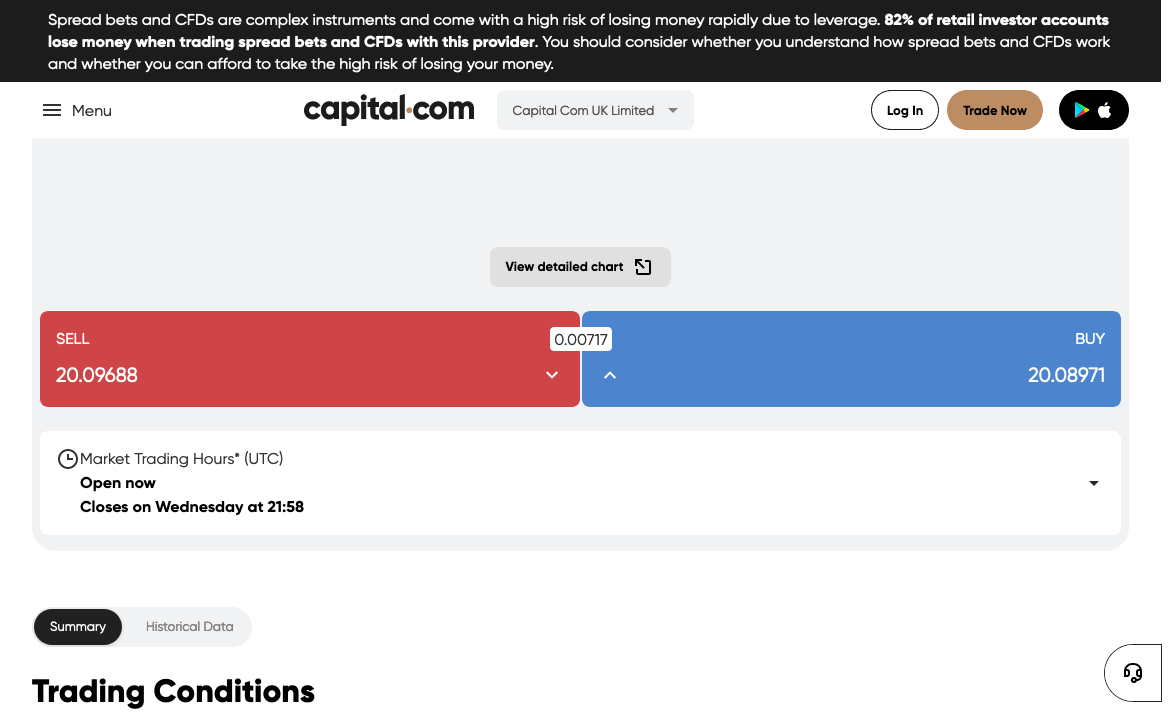 Spread bets and CFDs are complex instruments and come with a high risk of losing money rapidly due to leverage. 82% of retail investor accounts
lose money when trading spread bets and CFDs with this provider. You should consider whether you understand how spread bets and CFDs work
and whether you can afford to take the high risk of losing your money.
Menu
capital.com
Capital Com UK Limited
Log In
Trade Now
View detailed chart
SELL
0.00717
BUY
20.09688
20.08971
Market Trading Hours* (UTC)
Open now
Closes on Wednesday at 21:58
Summary
Historical Data
Trading Conditions